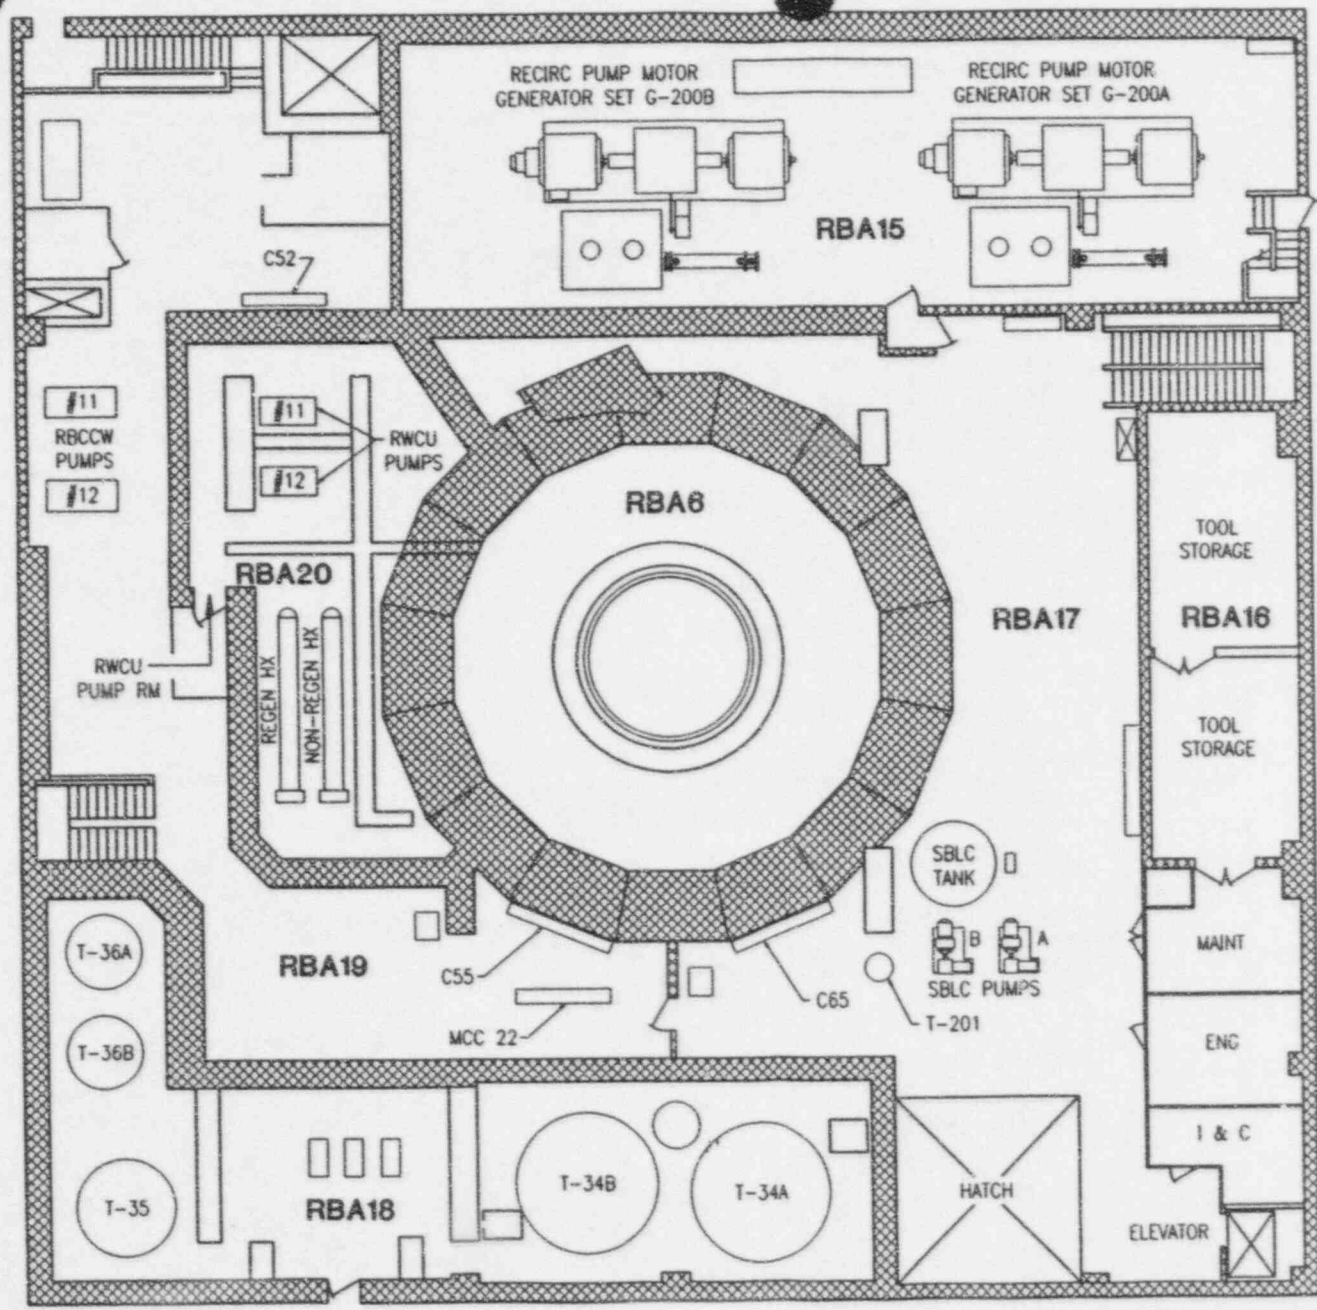 RECIRC PUMP MOTOR
GENERATOR SET G-200B
RECIRC PUMP MOTOR
GENERATOR SET G-200A
RBA15
C52
#11
RBCCW
PUMPS
#12
#11
RWCU
PUMPS
#12
RBA6
RBA20
TOOL
STORAGE
RBA17
RBA16
RWCU
PUMP RM
REGEN HX
NON-REGEN HX
TOOL
STORAGE
SBLC
TANK
T-36A
RBA19
C55
B
A
MAINT
SBLC PUMPS
C65
T-201
MCC 22
T-36B
ENG
I & C
T-34B
T-34A
HATCH
T-35
RBA18
ELEVATOR